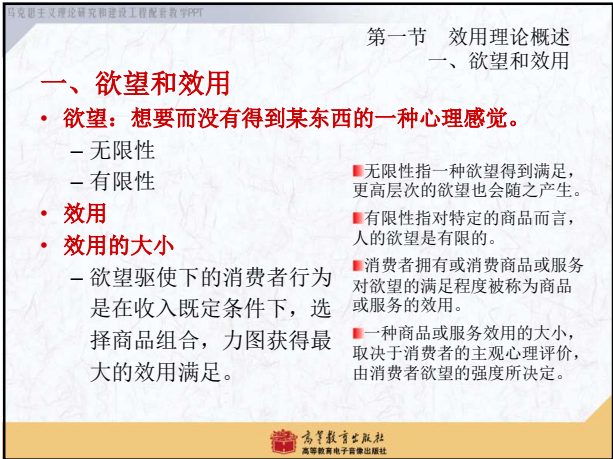 马克思主义理论研究和建设工程配套教学PPT
第一节　效用理论概述
一、欲望和效用
一、欲望和效用
• 欲望：想要而没有得到某东西的一种心理感觉。
– 无限性
– 有限性
• 效用
• 效用的大小
– 欲望驱使下的消费者行为
是在收入既定条件下，选
择商品组合，力图获得最
大的效用满足。
无限性指一种欲望得到满足，
更高层次的欲望也会随之产生。
有限性指对特定的商品而言，
人的欲望是有限的。
消费者拥有或消费商品或服务
对欲望的满足程度被称为商品
或服务的效用。
一种商品或服务效用的大小，
取决于消费者的主观心理评价，
由消费者欲望的强度所决定。
高等教育出版社
高等教育电子音像出版社